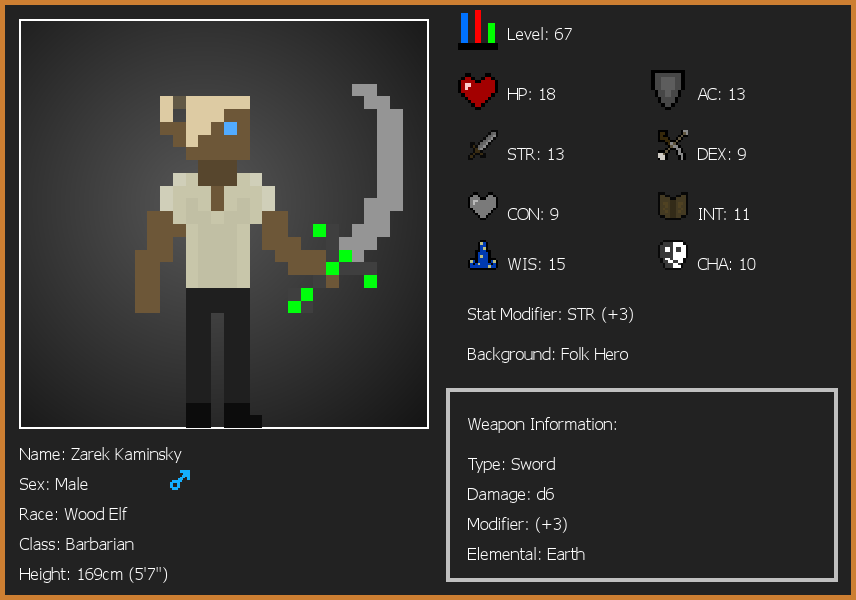 Level: 67
HP: 18
AC: 13
STR: 13
DEX: 9
CON: 9
INT: 11
WIS: 15
CHA: 10
Stat Modifier: STR (+3)
Background: Folk Hero
Weapon Information:
Type: Sword
Damage: d6
Modifier: (+3)
Elemental: Earth
Name: Zarek Kaminsky
Sex: Male
Race: Wood Elf
Class: Barbarian
Height: 169cm (5'7")